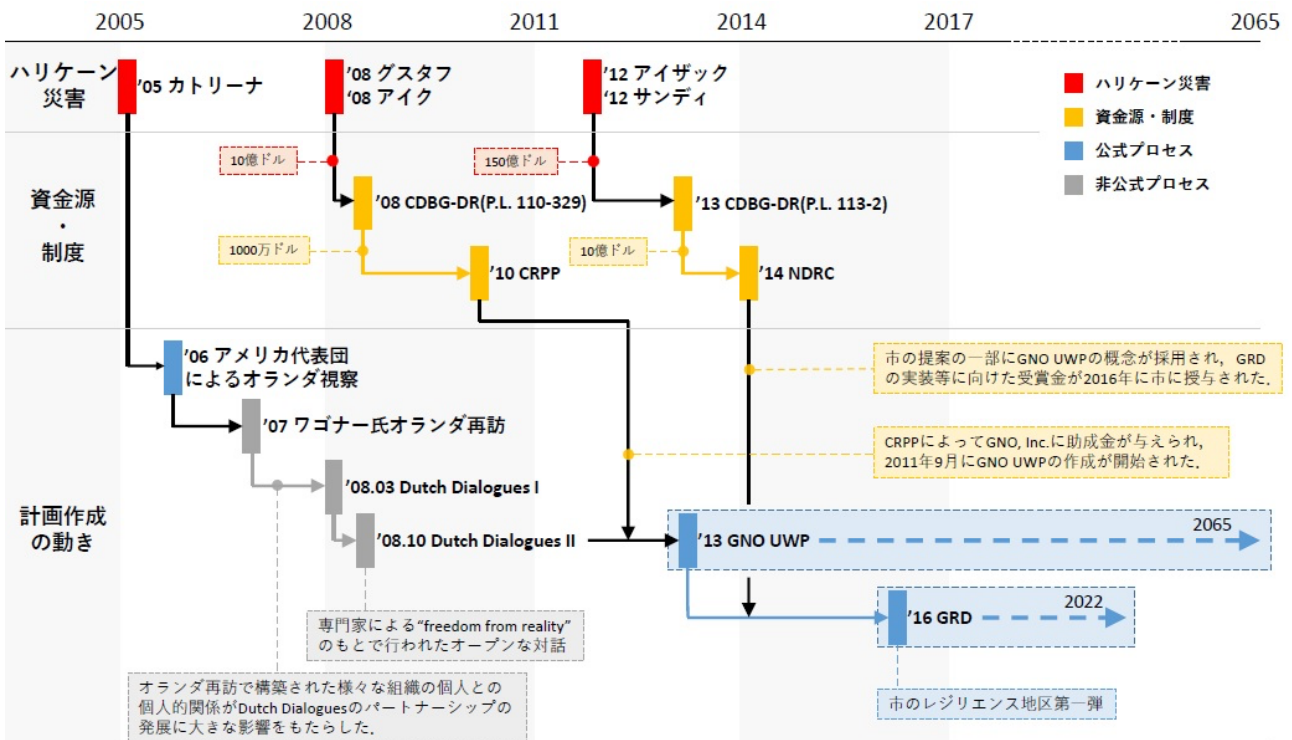 2005
2008
2011
2014
2017
2065
ハリケーン
災害
'05 カトリーナ
'08 グスタフ
'08 アイク
'12 アイザック
'12 サンディ
ハリケーン災害
資金源・制度
公式プロセス
非公式プロセス
資金源
・
制度
10億ドル
150億ドル
'08 CDBG-DR(P.L. 110-329)
'13 CDBG-DR(P.L. 113-2)
1000万ドル
10億ドル
'10 CRPP
'14 NDRC
計画作成
の動き
'06 アメリカ代表団
によるオランダ視察
市の提案の一部にGNO UWPの概念が採用され，GRD
の実装等に向けた受賞金が2016年に市に授与された．
'07 ワゴナー氏オランダ再訪
CRPPによってGNO, Inc.に助成金が与えられ，
2011年9月にGNO UWPの作成が開始された．
'08.03 Dutch Dialogues I
'08.10 Dutch Dialogues II
'13 GNO UWP
2065
'16 GRD
2022
専門家による“freedom from reality”
のもとで行われたオープンな対話
オランダ再訪で構築された様々な組織の個人との
個人的関係がDutch Dialoguesのパートナーシップの
発展に大きな影響をもたらした．
市のレジリエンス地区第一弾